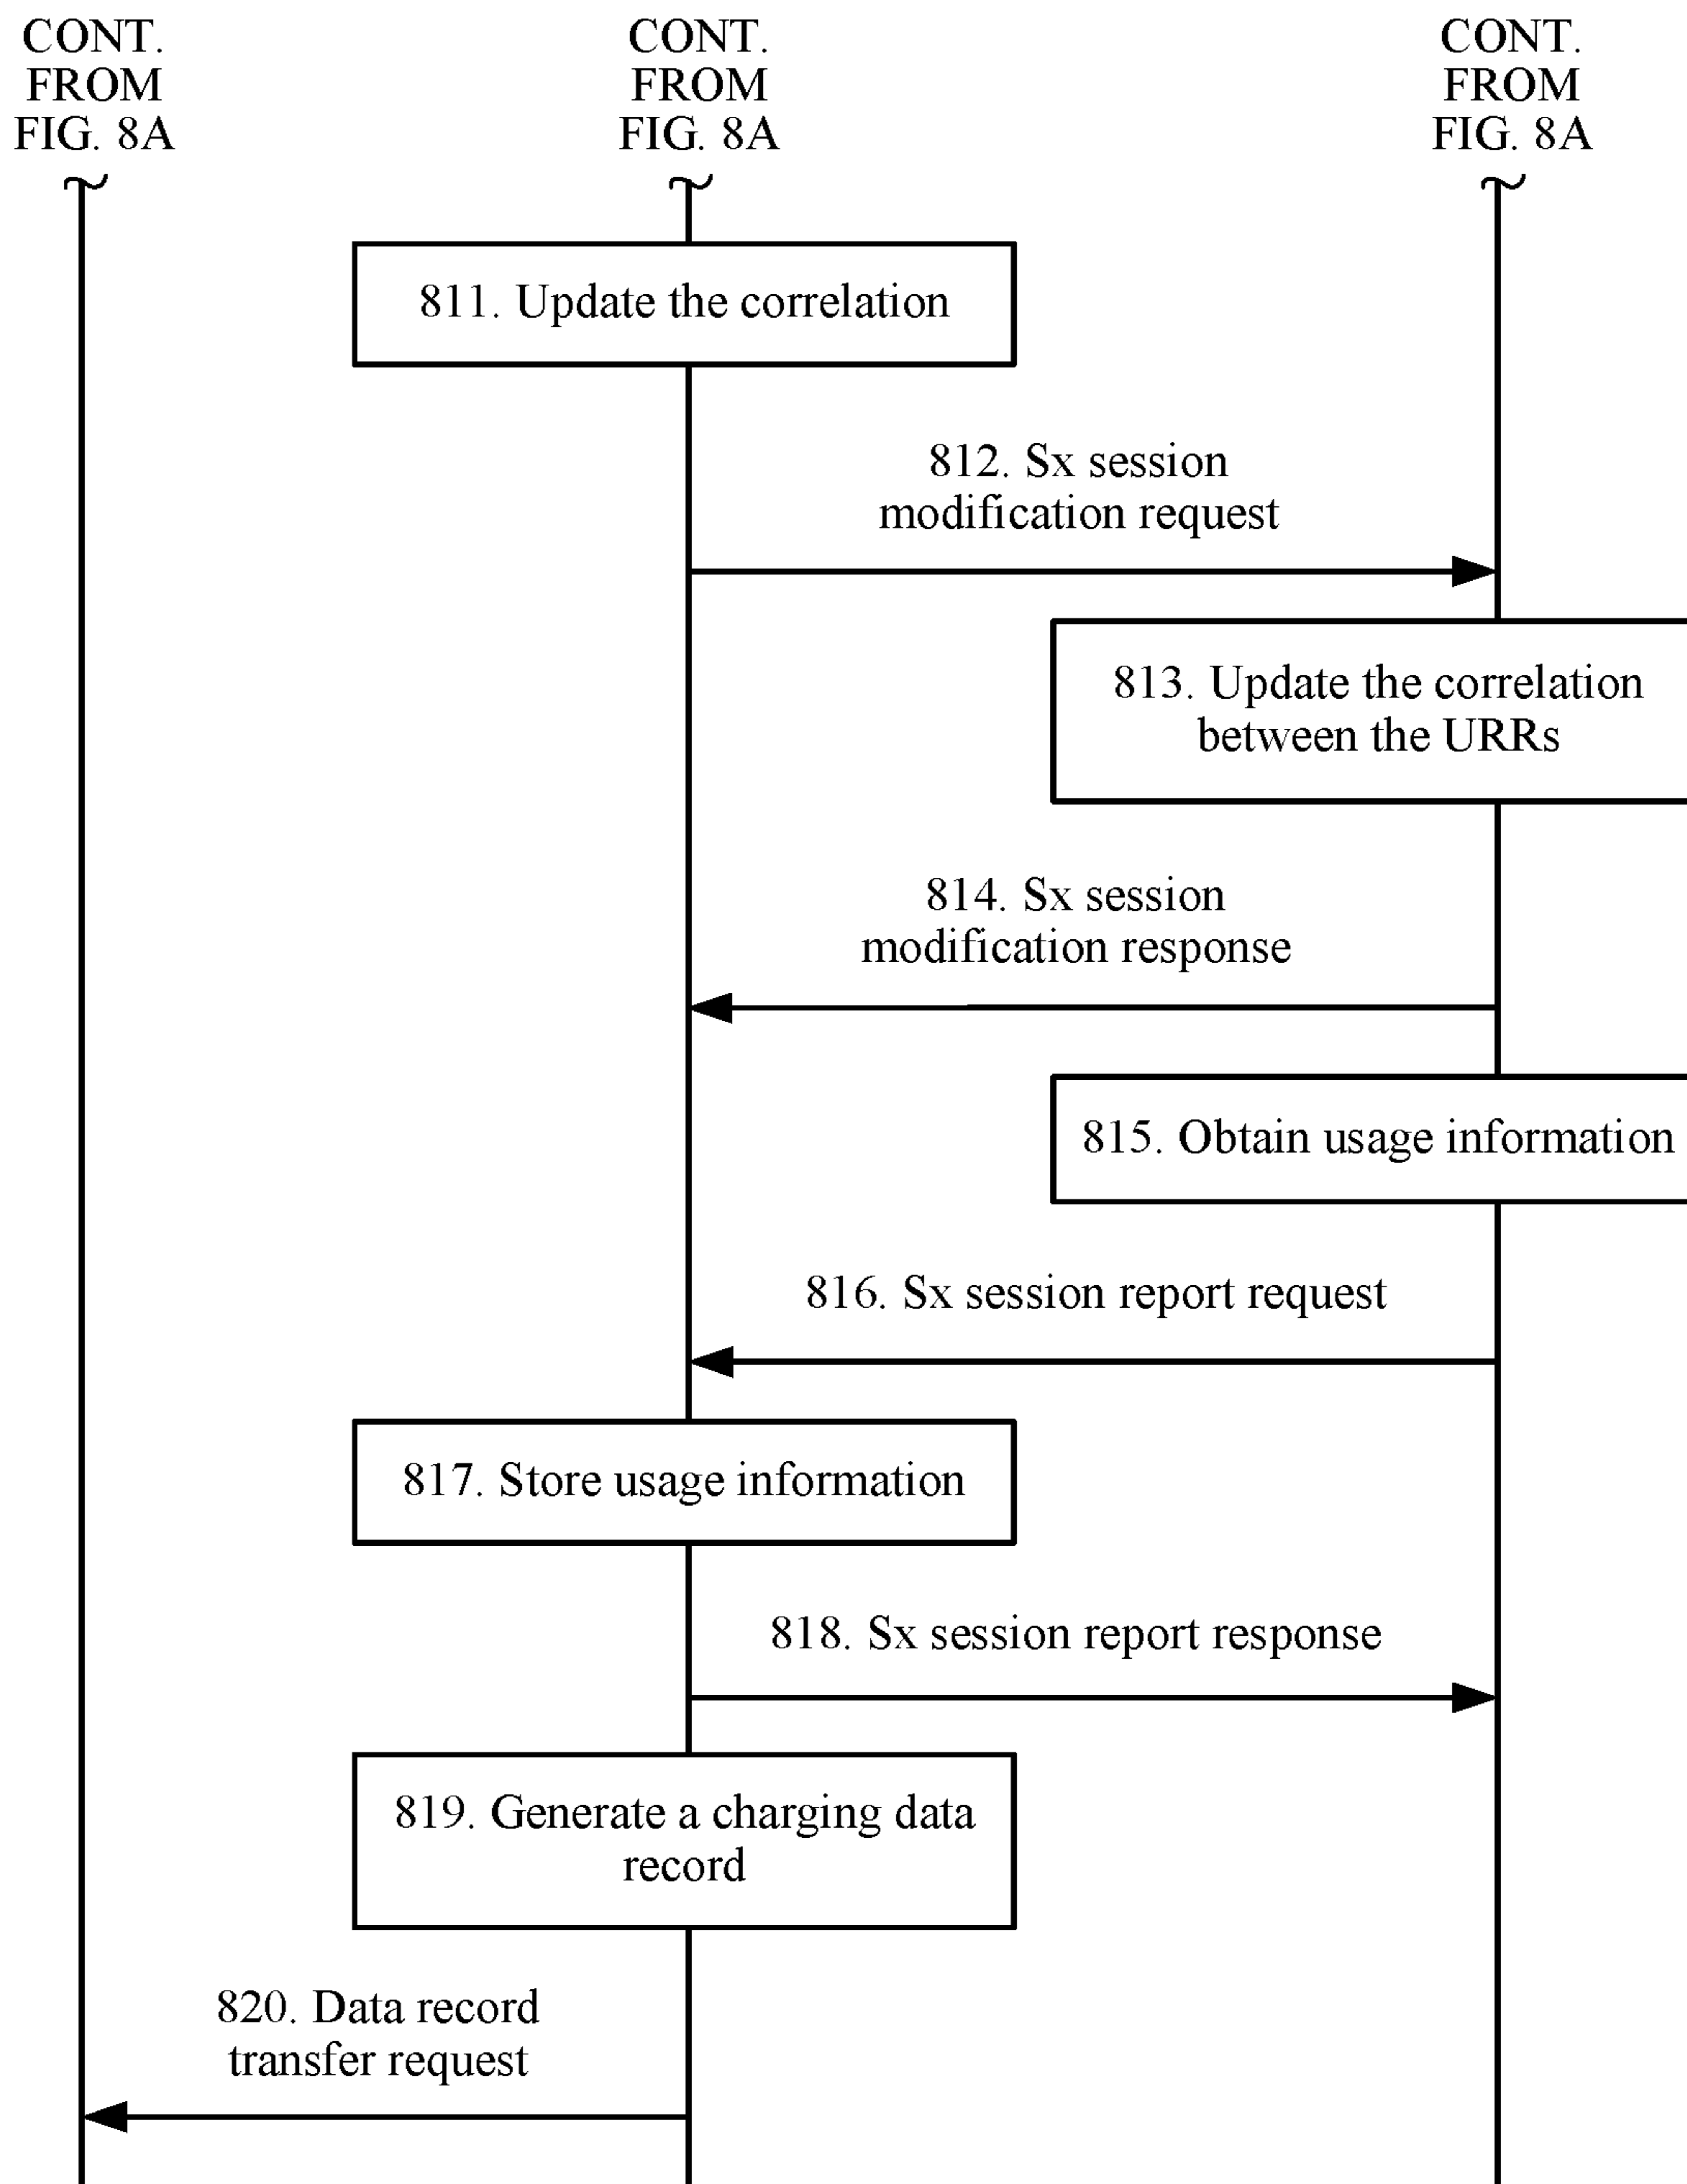 CONT.
FROM
FIG. 8A
CONT.
FROM
FIG. 8A
CONT.
FROM
FIG. 8A
811. Update the correlation
812. Sx session
modification request
813. Update the correlation
between the URRs
814. Sx session
modification response
815. Obtain usage information
816. Sx session report request
817. Store usage information
818. Sx session report response
819. Generate a charging data
record
820. Data record
transfer request